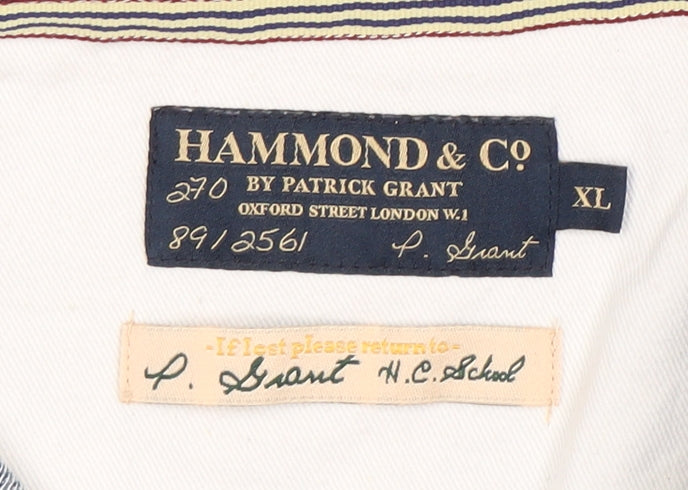 HAMMOND & Cº
270 BY PATRICK GRANT
OXFORD STREET LONDON W.1
891/2561 P. Grant
XL
-If lost please return to-
P. Grant H.C. School